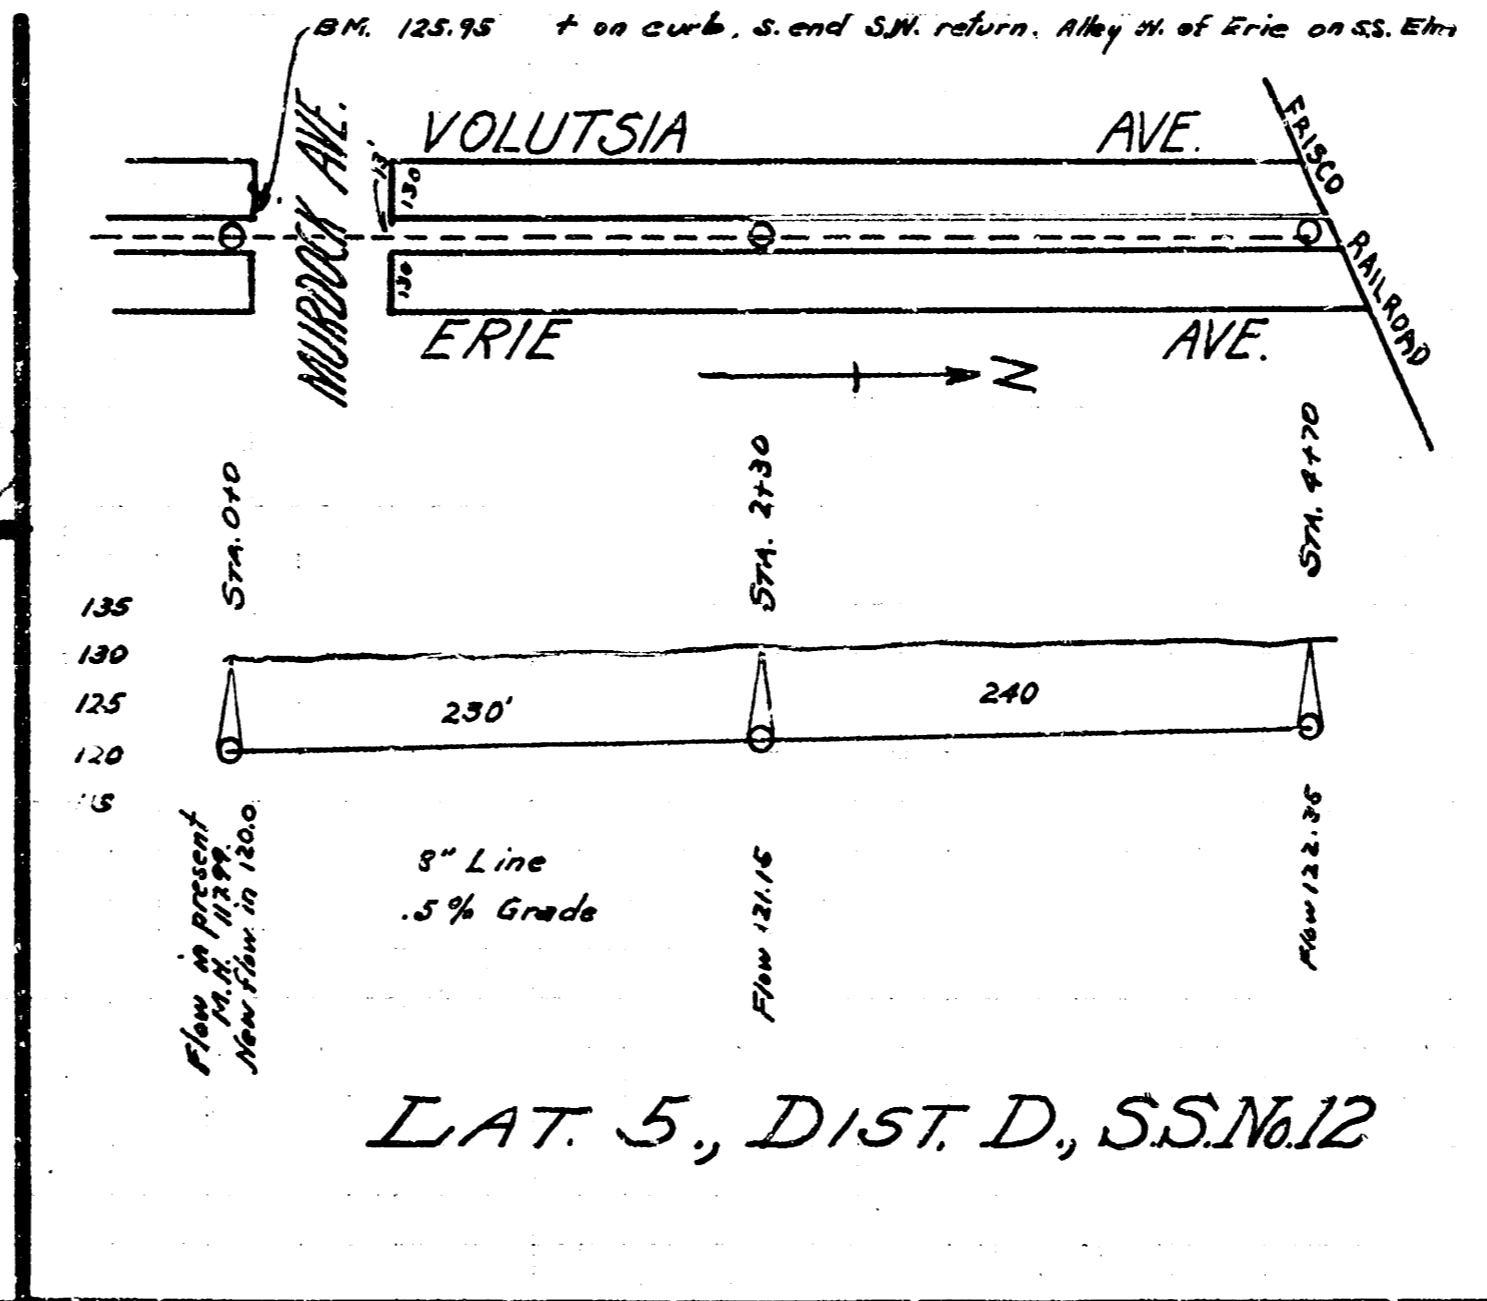 BM. 125.95 + on curb, S. end S.W. return. Alley W. of Erie on S.S. Elm
VOLUTSIA AVE.
MURDOCK AVE.
FRISCO RAILROAD
13'
130
130
ERIE AVE.
N
STA. 0+0
STA. 2+30
STA. 4+70
135
130
125
120
115
230'
240
Flow in present
M.H.
New flow in 120.0
8" Line
.5% Grade
Flow 121.15
Flow 122.35
LAT. 5., DIST. D., S.S. No. 12